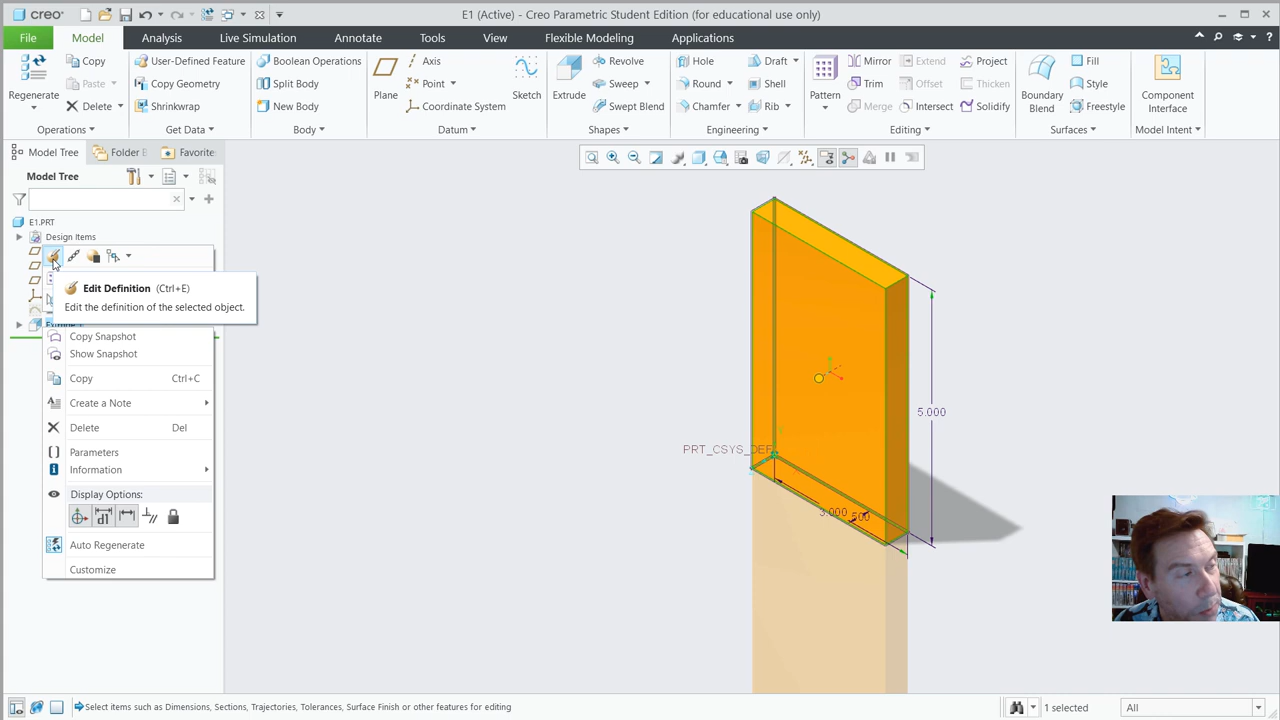 creo
E1 (Active) - Creo Parametric Student Edition (for educational use only)
File Model Analysis Live Simulation Annotate Tools View Flexible Modeling Applications
Regenerate
Copy
Paste
Delete
Operations
User-Defined Feature
Copy Geometry
Shrinkwrap
Get Data
Boolean Operations
Split Body
New Body
Body
Plane
Axis
Point
Coordinate System
Sketch
Datum
Extrude
Revolve
Sweep
Swept Blend
Shapes
Hole
Round
Chamfer
Draft
Shell
Rib
Engineering
Pattern
Mirror
Trim
Merge
Extend
Offset
Intersect
Project
Thicken
Solidify
Editing
Boundary
Blend
Fill
Style
Freestyle
Surfaces
Component
Interface
Model Intent
Model Tree Folder B Favorite
Model Tree
E1.PRT
Design Items
Edit Definition (Ctrl+E)
Edit the definition of the selected object.
Copy Snapshot
Show Snapshot
Copy Ctrl+C
Create a Note
Delete Del
Parameters
Information
Display Options:
Auto Regenerate
Customize
5.000
PRT_CSYS_DEF
3.000 .500
Select items such as Dimensions, Sections, Trajectories, Tolerances, Surface Finish or other features for editing
1 selected
All